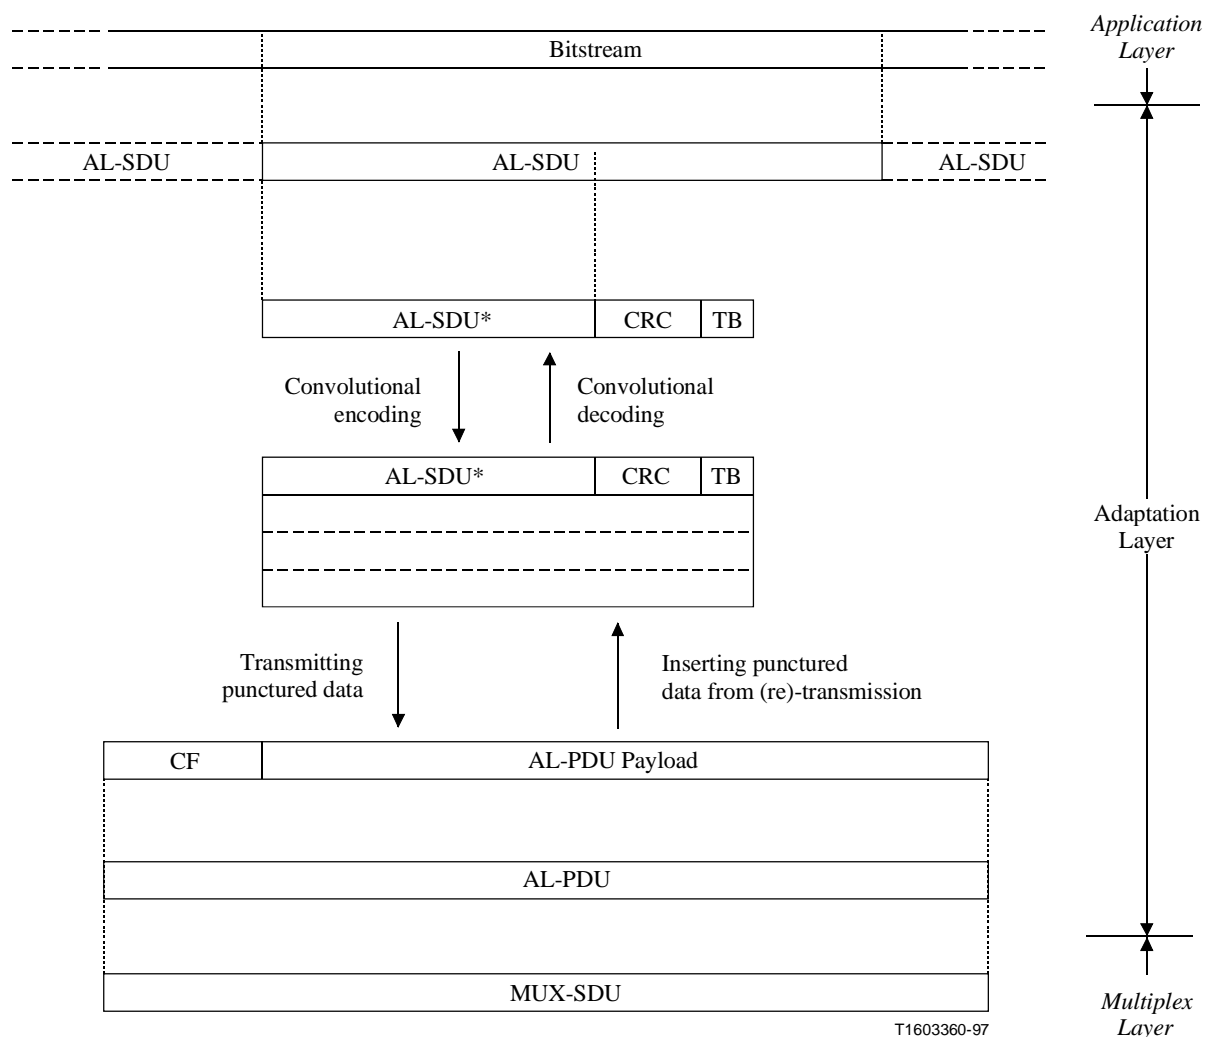 Application
Layer
Bitstream
AL-SDU
AL-SDU
AL-SDU
AL-SDU*
CRC
TB
Convolutional
encoding
Convolutional
decoding
AL-SDU*
CRC
TB
Adaptation
Layer
Transmitting
punctured data
Inserting punctured
data from (re)-transmission
CF
AL-PDU Payload
AL-PDU
MUX-SDU
Multiplex
Layer
T1603360-97